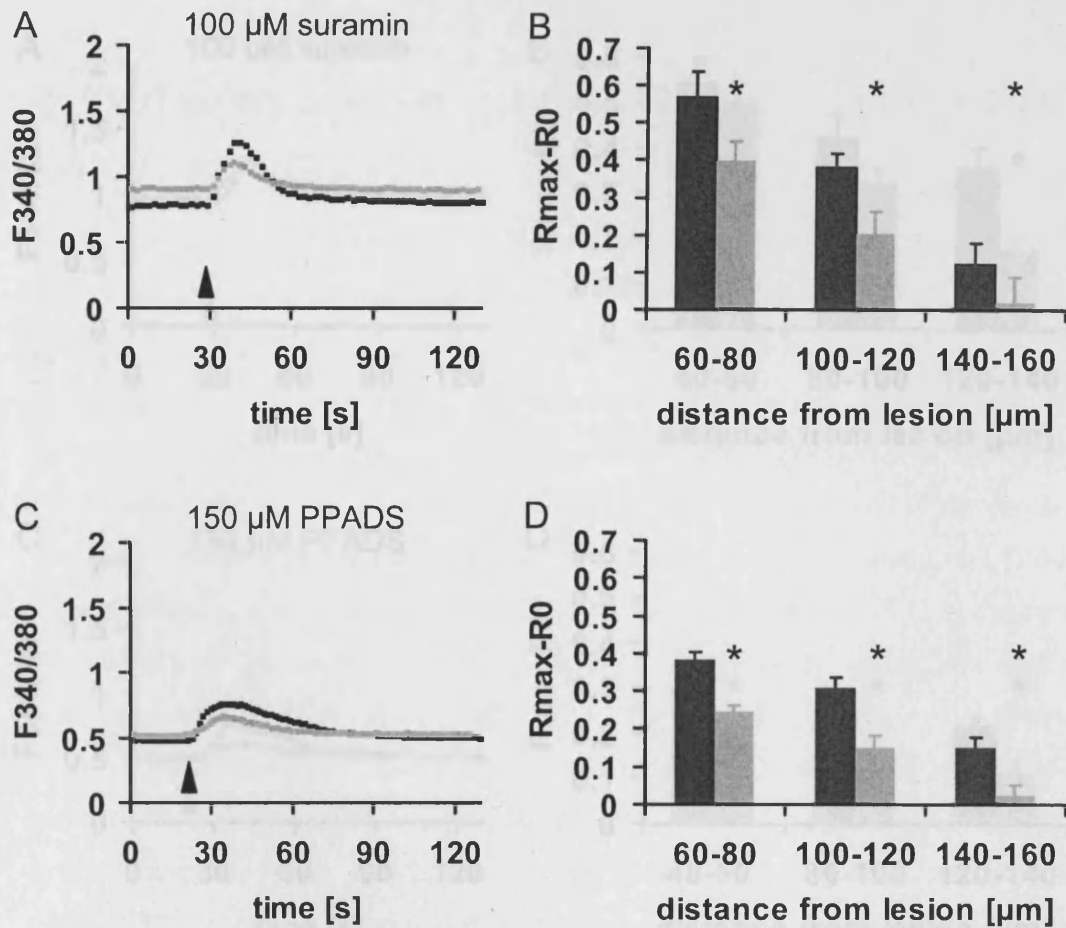 A
100 µM suramin
2
1.5
1
0.5
0
F340/380
0 30 60 90 120
time [s]
B
0.7
0.6
0.5
0.4
0.3
0.2
0.1
0
Rmax-R0
* * *
60-80 100-120 140-160
distance from lesion [µm]
C
150 µM PPADS
2
1.5
1
0.5
0
F340/380
0 30 60 90 120
time [s]
D
0.7
0.6
0.5
0.4
0.3
0.2
0.1
0
Rmax-R0
* * *
60-80 100-120 140-160
distance from lesion [µm]